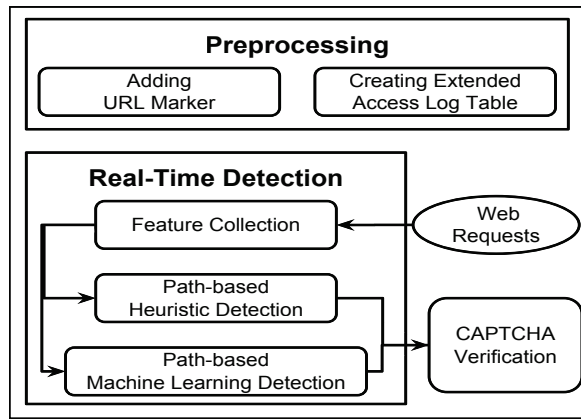 Preprocessing
Adding
URL Marker
Creating Extended
Access Log Table
Real-Time Detection
Feature Collection
Web
Requests
Path-based
Heuristic Detection
CAPTCHA
Verification
Path-based
Machine Learning Detection